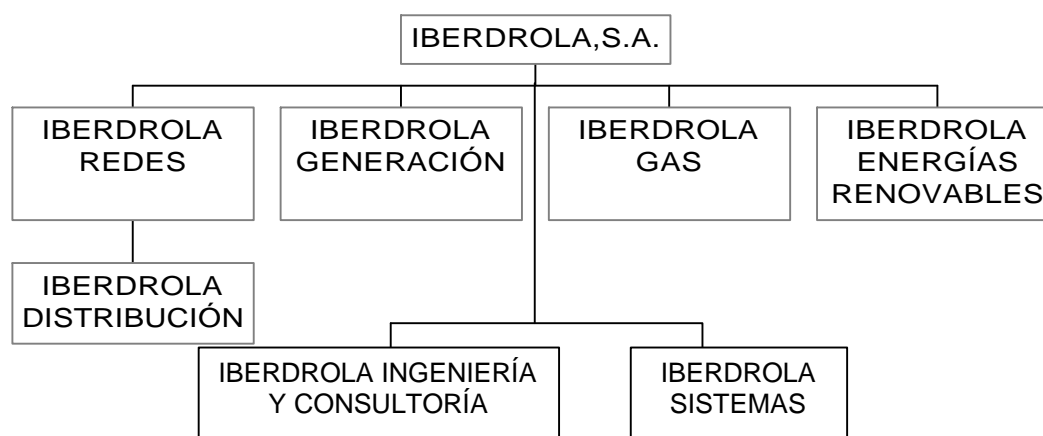 IBERDROLA,S.A.
IBERDROLA
REDES
IBERDROLA
GENERACIÓN
IBERDROLA
GAS
IBERDROLA
ENERGÍAS
RENOVABLES
IBERDROLA
DISTRIBUCIÓN
IBERDROLA INGENIERÍA
Y CONSULTORÍA
IBERDROLA
SISTEMAS